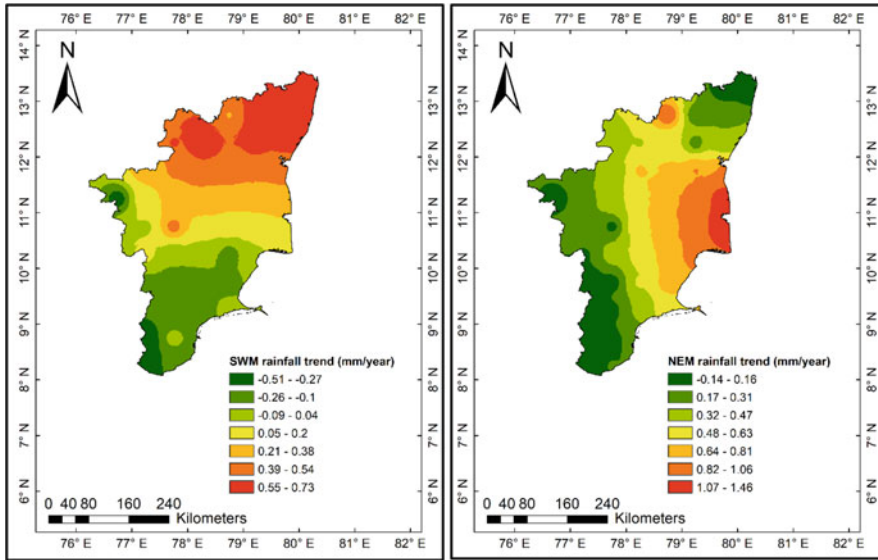 76° E 77° E 78° E 79° E 80° E 81° E 82° E
N
14° N
13° N
12° N
11° N
10° N
9° N
8° N
7° N
6° N
SWM rainfall trend (mm/year)
-0.51 - -0.27
-0.26 - -0.1
-0.09 - 0.04
0.05 - 0.2
0.21 - 0.38
0.39 - 0.54
0.55 - 0.73
0 40 80 160 240
Kilometers
76° E 77° E 78° E 79° E 80° E 81° E 82° E
76° E 77° E 78° E 79° E 80° E 81° E 82° E
N
14° N
13° N
12° N
11° N
10° N
9° N
8° N
7° N
6° N
NEM rainfall trend (mm/year)
-0.14 - 0.16
0.17 - 0.31
0.32 - 0.47
0.48 - 0.63
0.64 - 0.81
0.82 - 1.06
1.07 - 1.46
0 40 80 160 240
Kilometers
76° E 77° E 78° E 79° E 80° E 81° E 82° E